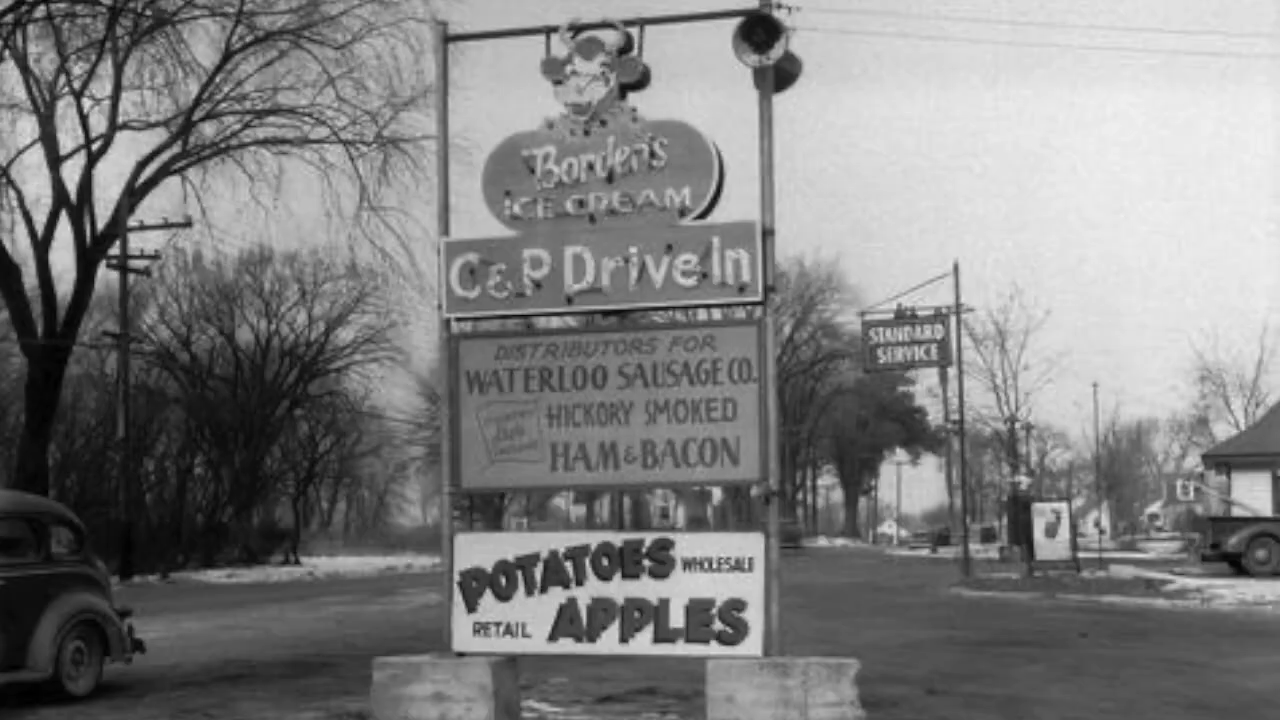 Borden's
ICE CREAM
C&P Drive In
DISTRIBUTORS FOR
WATERLOO SAUSAGE CO.
HICKORY SMOKED
HAM & BACON
POTATOES WHOLESALE
RETAIL APPLES
STANDARD
SERVICE